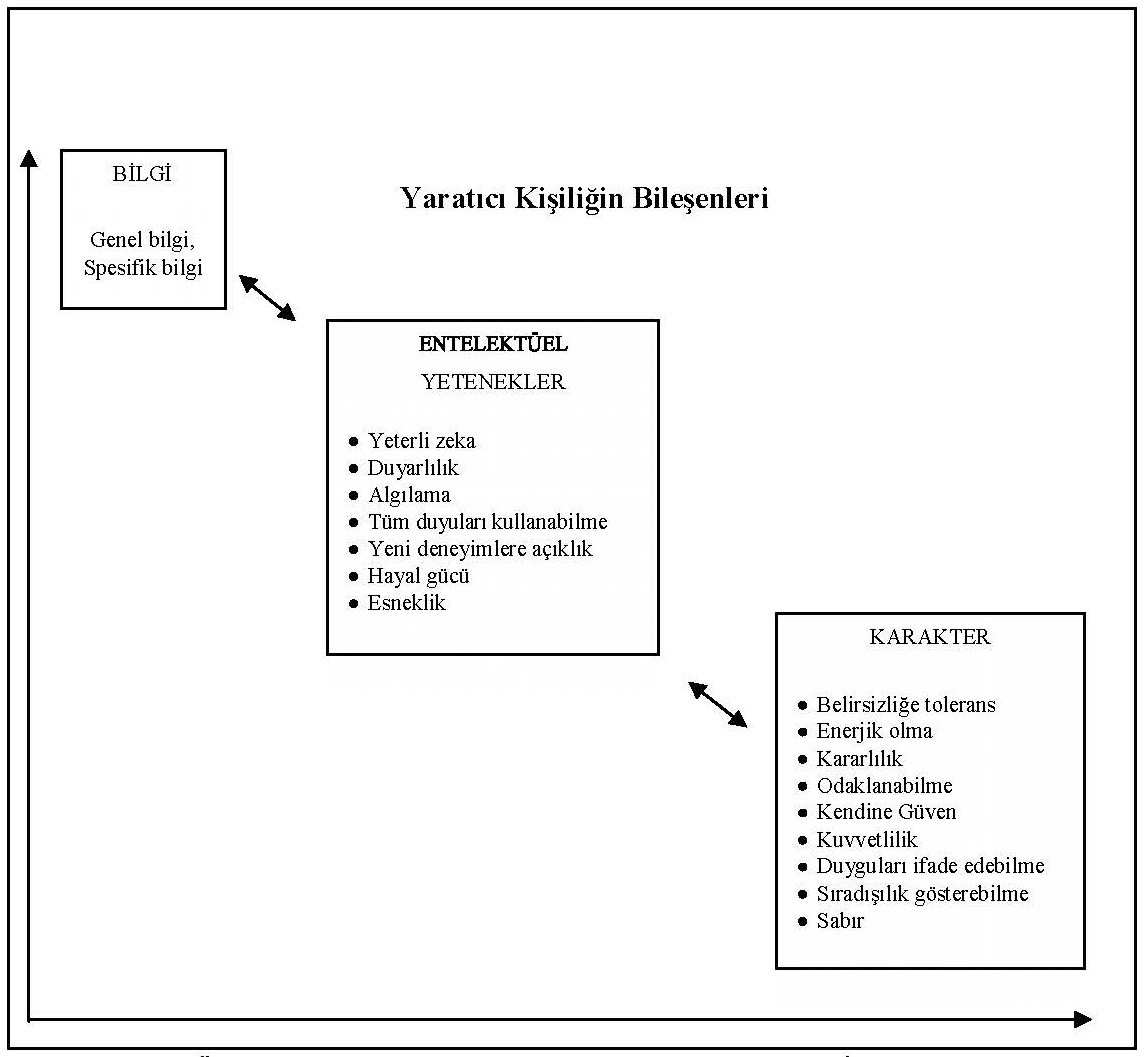 BİLGİ
Genel bilgi,
Spesifik bilgi
Yaratıcı Kişiliğin Bileşenleri
ENTELEKTÜEL
YETENEKLER
● Yeterli zeka
● Duyarlılık
● Algılama
● Tüm duyuları kullanabilme
● Yeni deneyimlere açıklık
● Hayal gücü
● Esneklik
KARAKTER
● Belirsizliğe tolerans
● Enerjik olma
● Kararlılık
● Odaklanabilme
● Kendine Güven
● Kuvvetlilik
● Duyguları ifade edebilme
● Sıradışılık gösterebilme
● Sabır